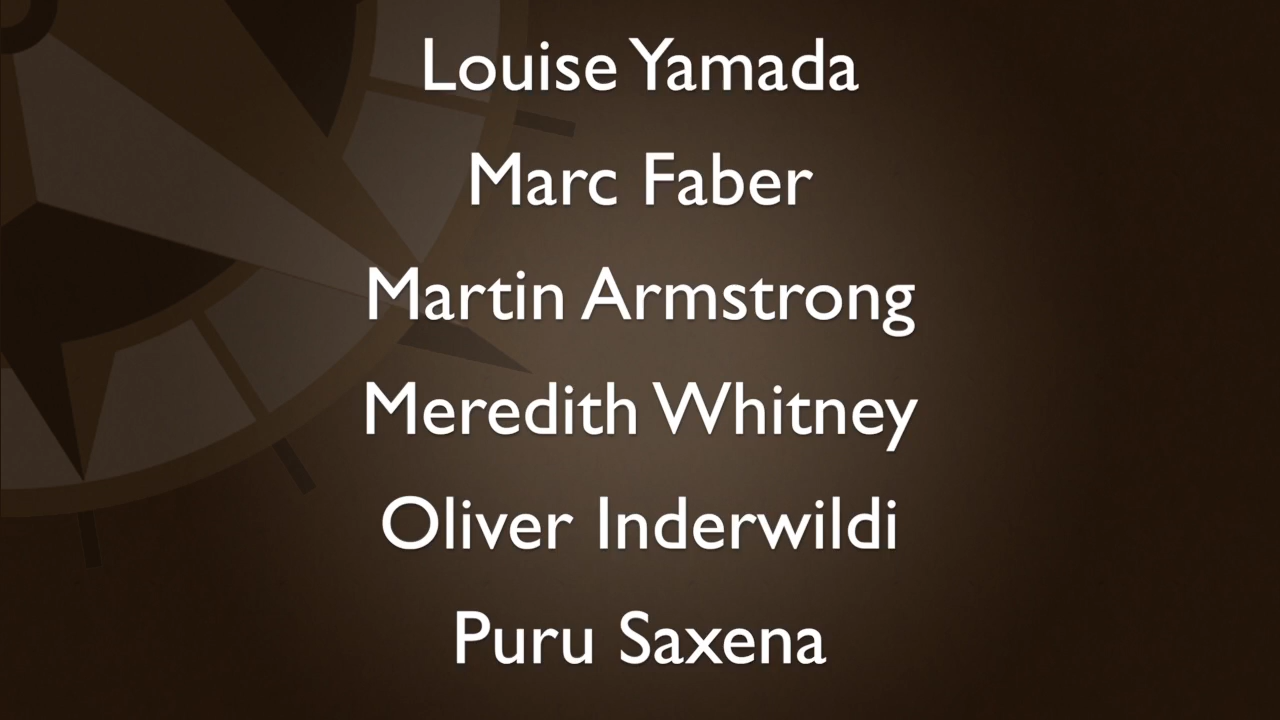 Louise Yamada
Marc Faber
Martin Armstrong
Meredith Whitney
Oliver Inderwildi
Puru Saxena